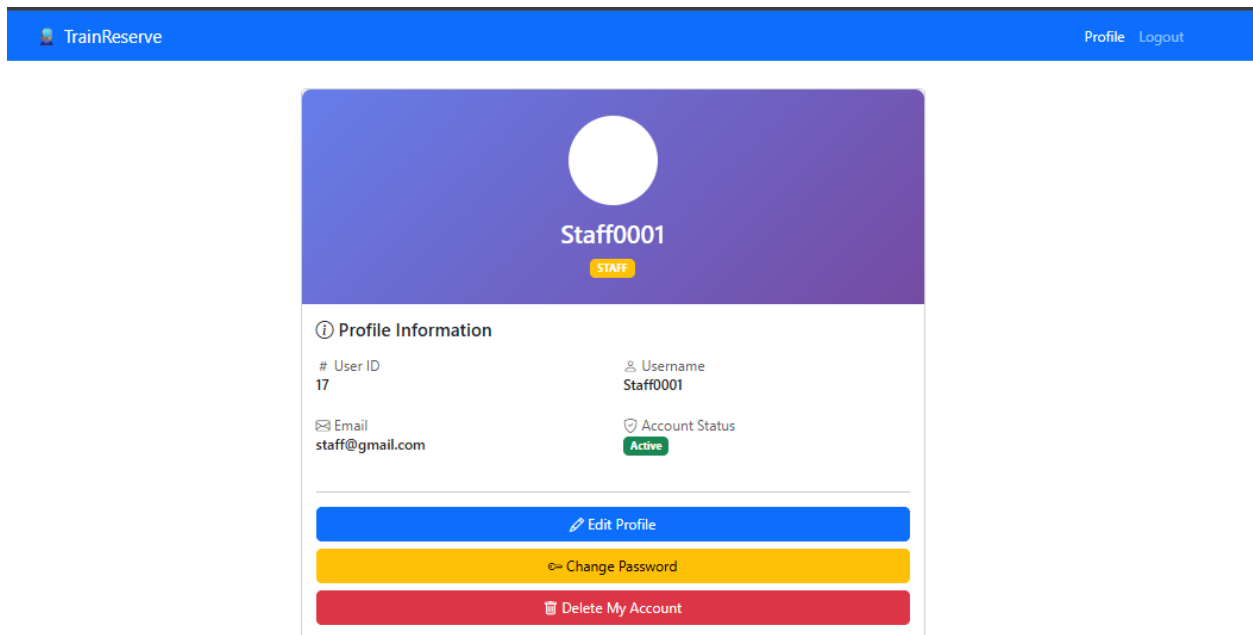 TrainReserve Profile Logout
Staff0001
STAFF
Profile Information
# User ID
17
Username
Staff0001
Email
staff@gmail.com
Account Status
Active
Edit Profile
Change Password
Delete My Account